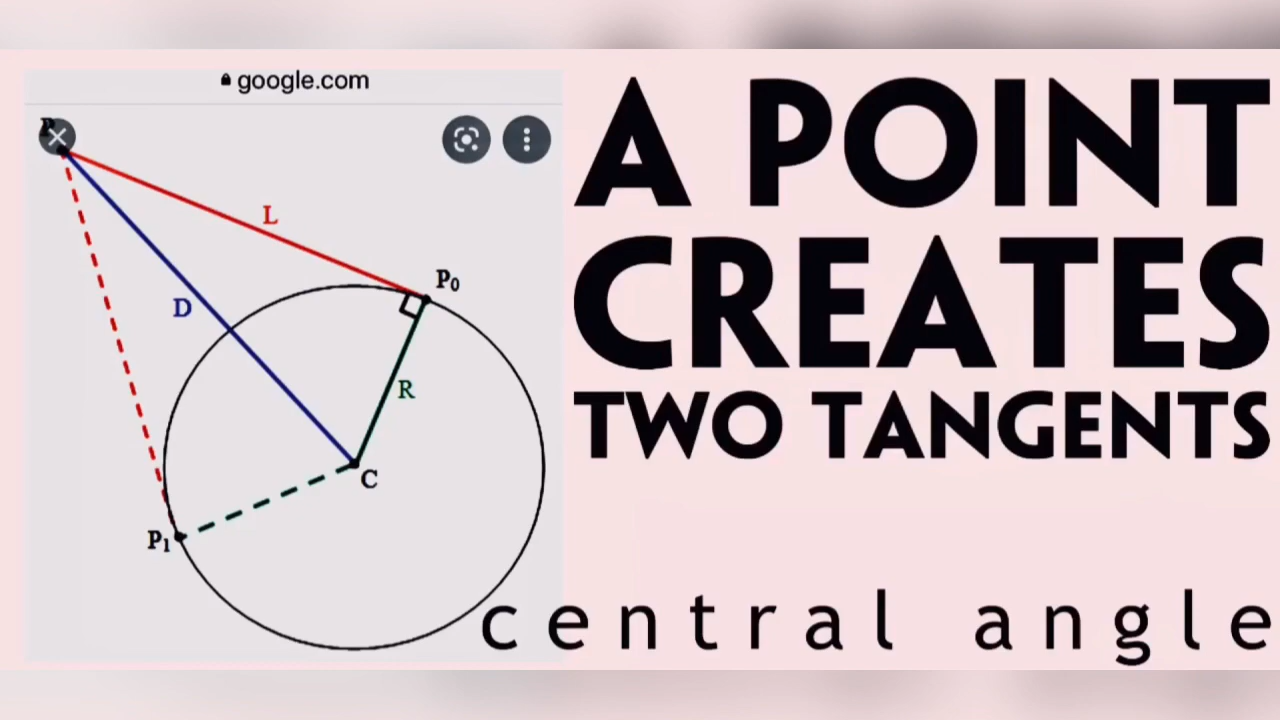 google.com
P
L
P₀
D
R
C
P₁
A POINT
CREATES
TWO TANGENTS
central angle